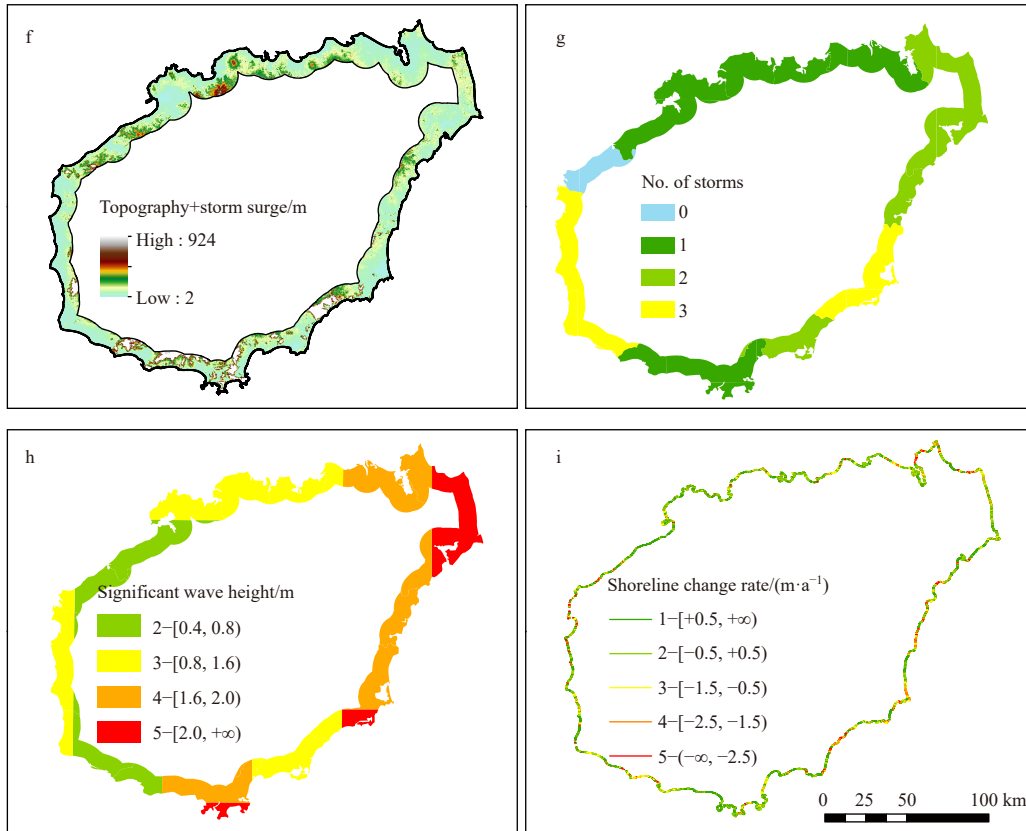 f
Topography+storm surge/m
High : 924
Low : 2
g
No. of storms
0
1
2
3
h
Significant wave height/m
2−[0.4, 0.8)
3−[0.8, 1.6)
4−[1.6, 2.0)
5−[2.0, +∞)
i
Shoreline change rate/(m·a⁻¹)
1−[+0.5, +∞)
2−[−0.5, +0.5)
3−[−1.5, −0.5)
4−[−2.5, −1.5)
5−(−∞, −2.5)
0 25 50 100 km